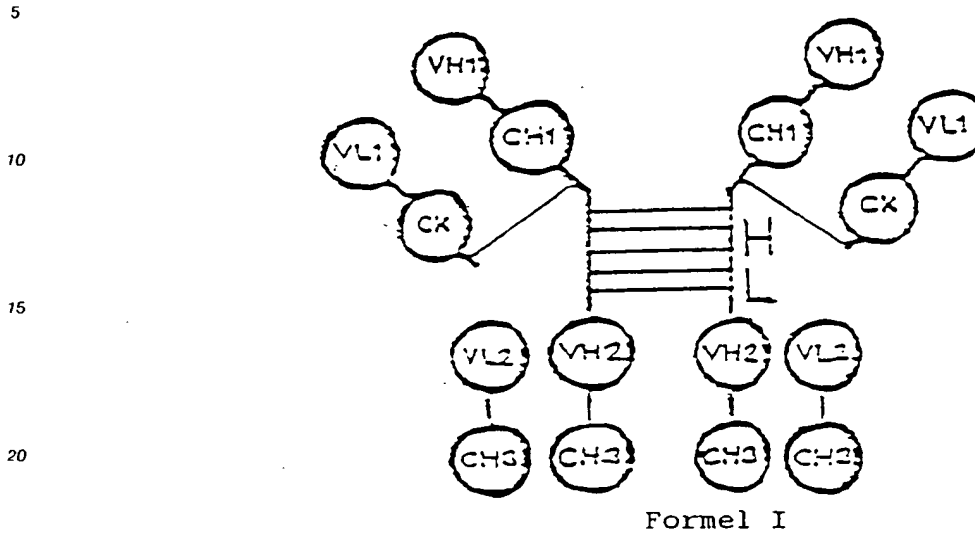 5
VH1 VH1
CH1 CH1 VL1
VL1
10
CK CK
H
L
15
VL2 VH2 VH2 VL2
20
CH3 CH3 CH3 CH3
Formel I